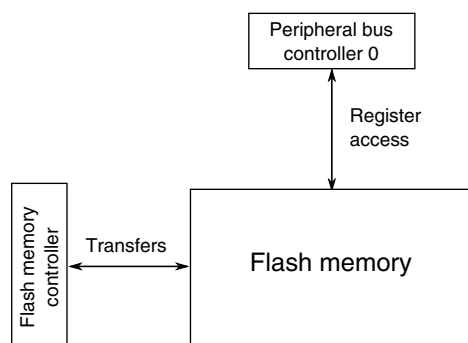 Peripheral bus
controller 0
Register
access
Flash memory
controller
Transfers
Flash memory